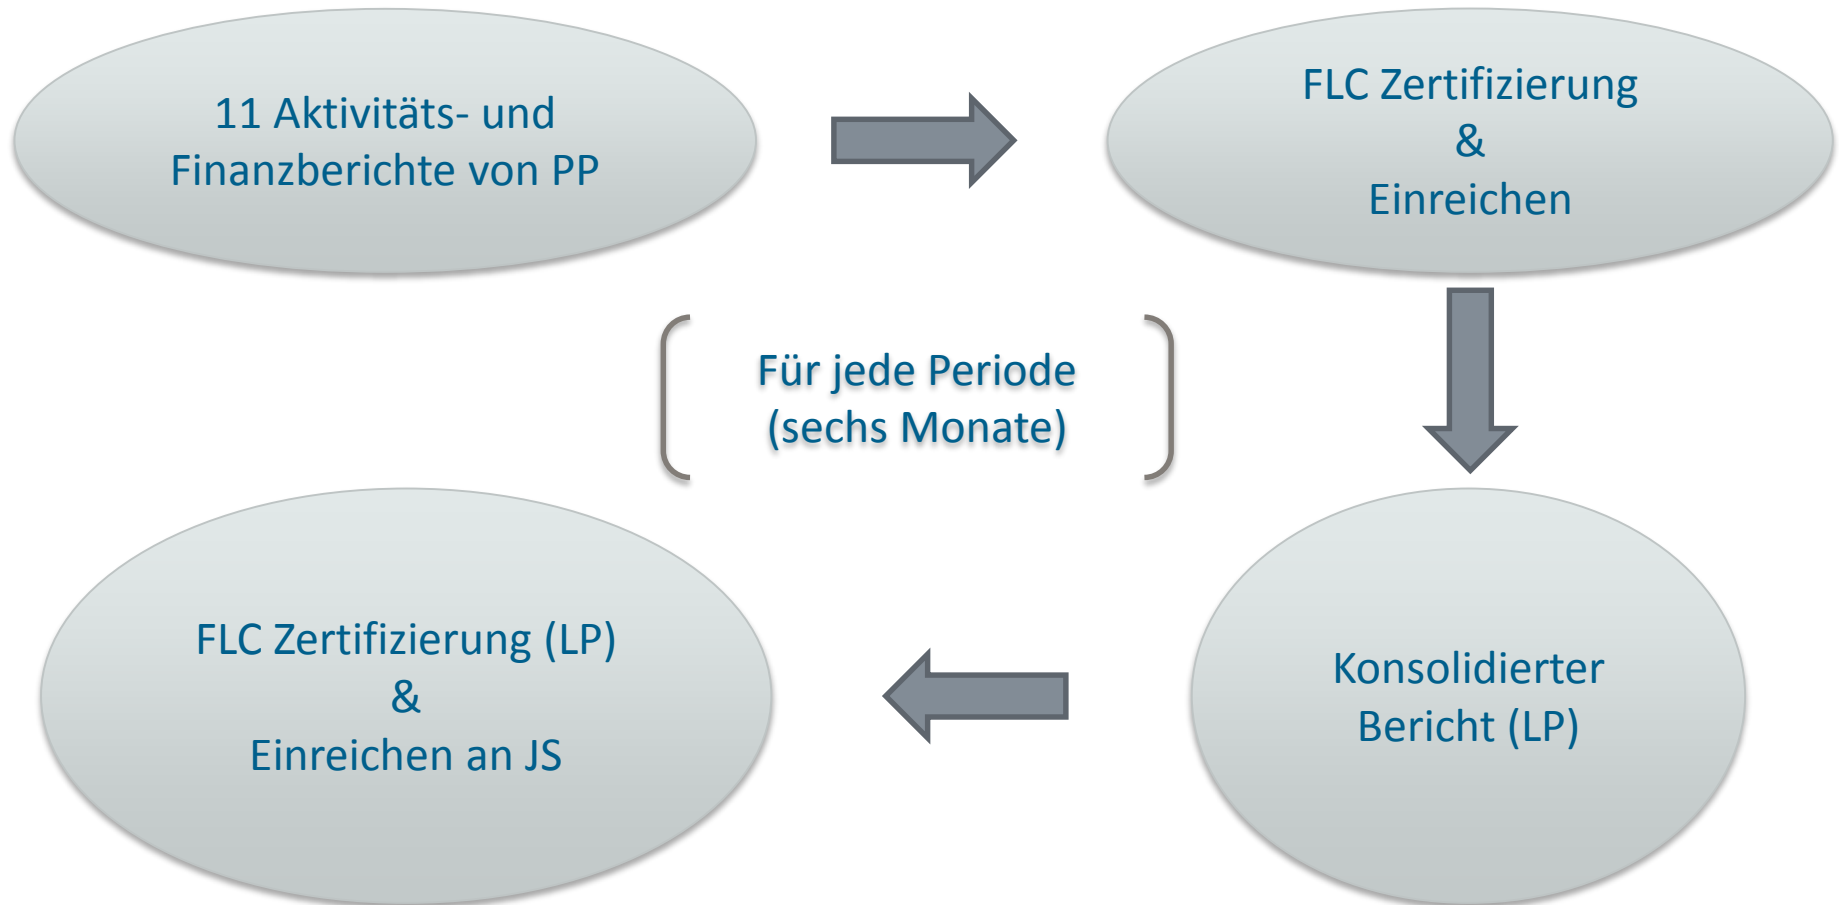 11 Aktivitäts- und
Finanzberichte von PP
FLC Zertifizierung
&
Einreichen
Für jede Periode
(sechs Monate)
FLC Zertifizierung (LP)
&
Einreichen an JS
Konsolidierter
Bericht (LP)